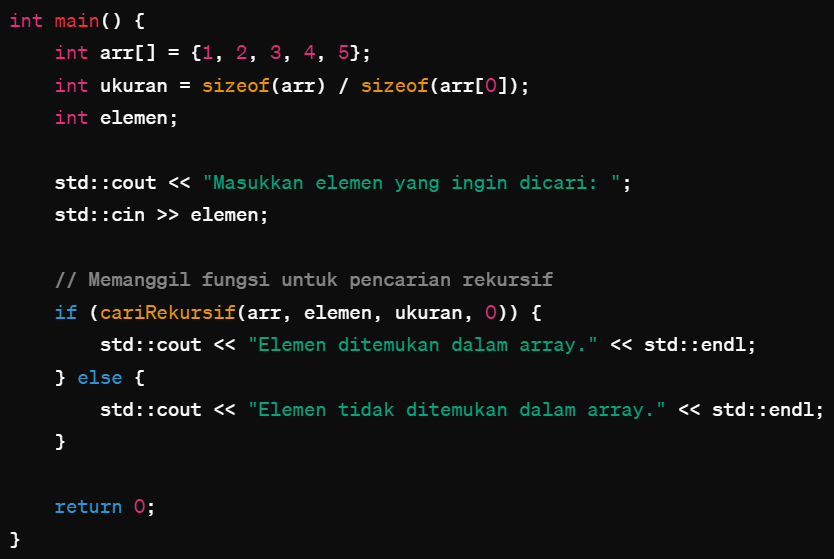 int main() {
    int arr[] = {1, 2, 3, 4, 5};
    int ukuran = sizeof(arr) / sizeof(arr[0]);
    int elemen;

    std::cout << "Masukkan elemen yang ingin dicari: ";
    std::cin >> elemen;

    // Memanggil fungsi untuk pencarian rekursif
    if (cariRekursif(arr, elemen, ukuran, 0)) {
        std::cout << "Elemen ditemukan dalam array." << std::endl;
    } else {
        std::cout << "Elemen tidak ditemukan dalam array." << std::endl;
    }

    return 0;
}